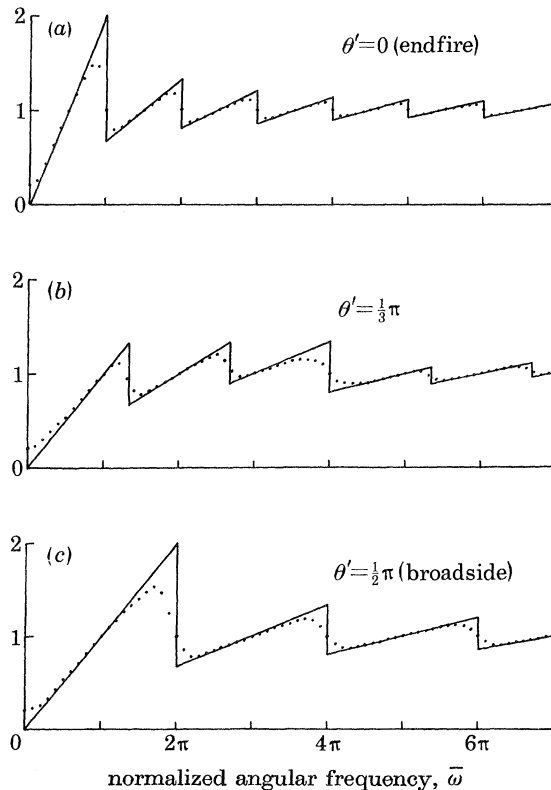 2
(a)
θ′=0 (endfire)
1
0
2
(b)
θ′=⅓π
1
0
2
(c)
θ′=½π (broadside)
1
0
0 2π 4π 6π
normalized angular frequency, ω̄